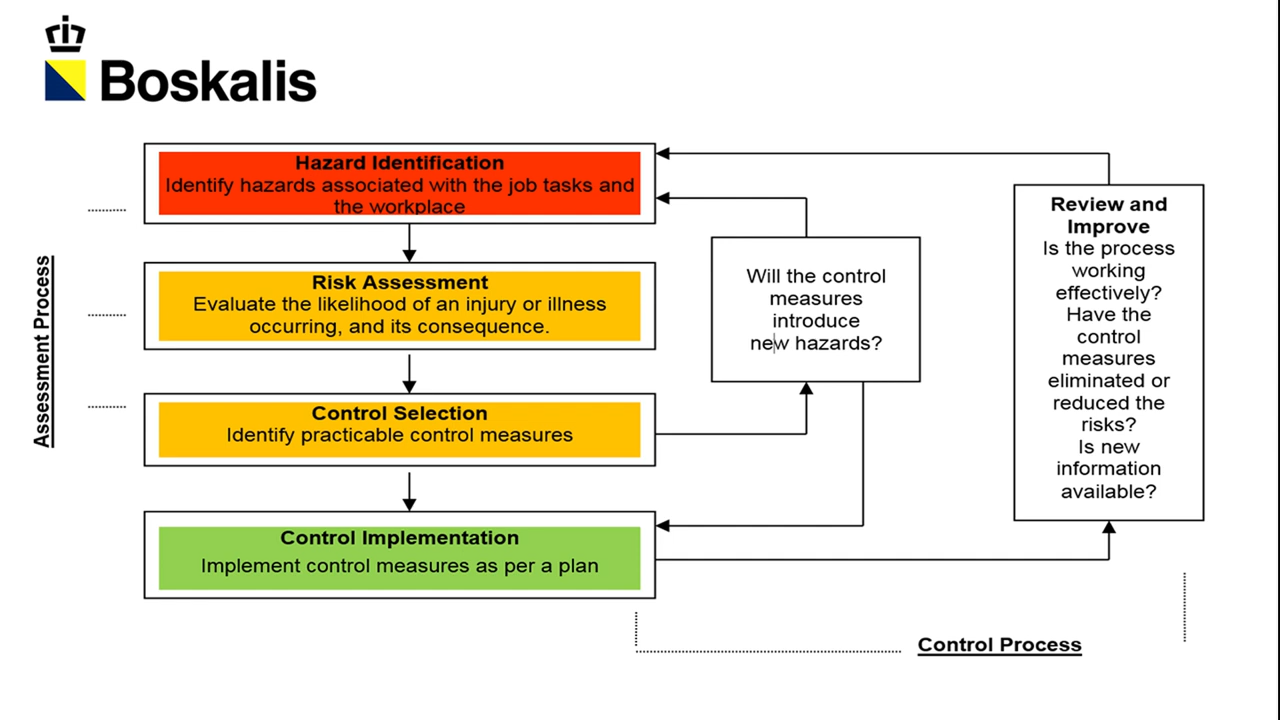 Boskalis
Hazard Identification
Identify hazards associated with the job tasks and
the workplace
Risk Assessment
Evaluate the likelihood of an injury or illness
occurring, and its consequence.
Control Selection
Identify practicable control measures
Control Implementation
Implement control measures as per a plan
Assessment Process
Will the control
measures
introduce
new hazards?
Review and
Improve
Is the process
working
effectively?
Have the
control
measures
eliminated or
reduced the
risks?
Is new
information
available?
Control Process